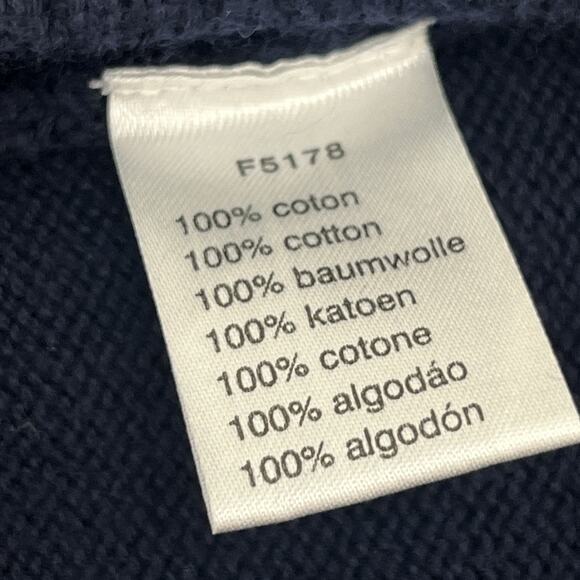 F5178
100% coton
100% cotton
100% baumwolle
100% katoen
100% cotone
100% algodáo
100% algodón